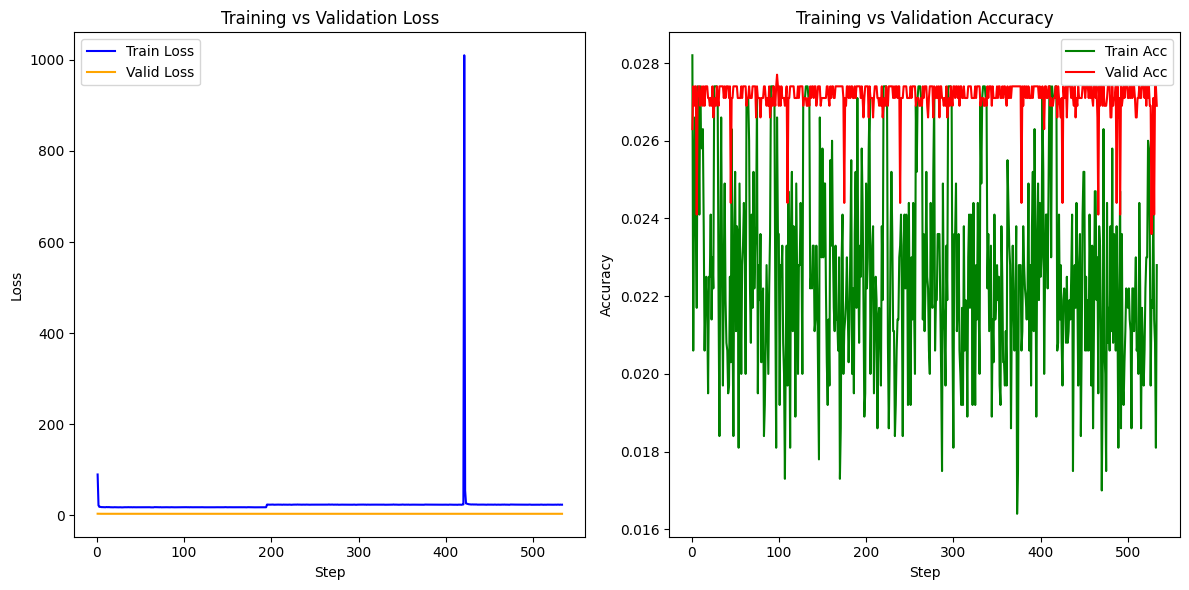 Training vs Validation Loss
Train Loss
Valid Loss
1000
800
600
400
200
0
Loss
0 100 200 300 400 500
Step
Training vs Validation Accuracy
Train Acc
Valid Acc
0.028
0.026
0.024
0.022
0.020
0.018
0.016
Accuracy
0 100 200 300 400 500
Step